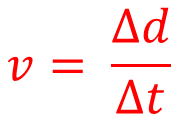 v = Δd / Δt